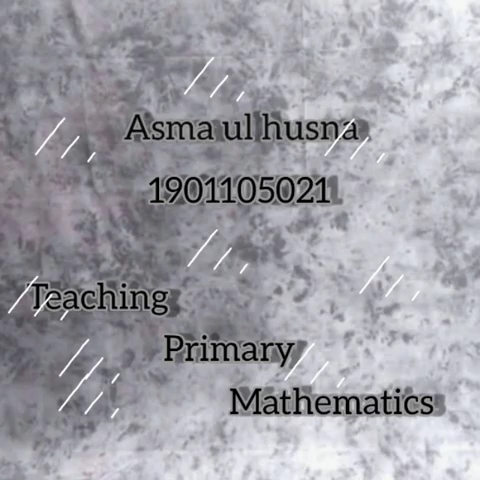 Asma ul husna
1901105021
Teaching
Primary
Mathematics